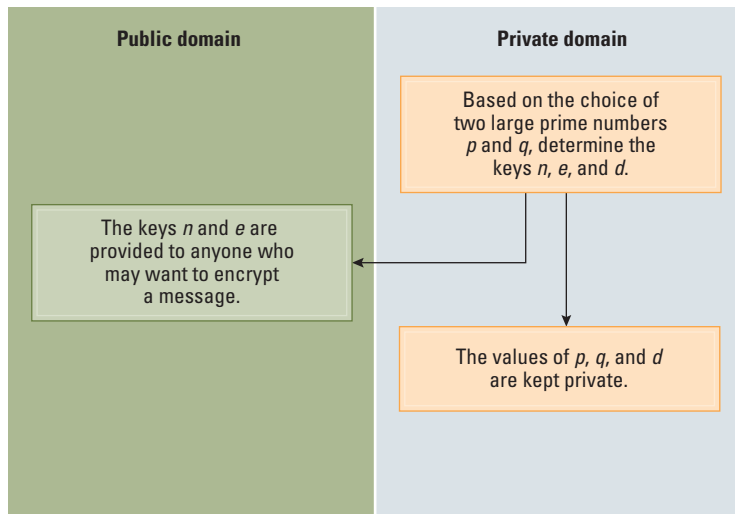 Public domain
Private domain
Based on the choice of
two large prime numbers
p and q, determine the
keys n, e, and d.
The keys n and e are
provided to anyone who
may want to encrypt
a message.
The values of p, q, and d
are kept private.